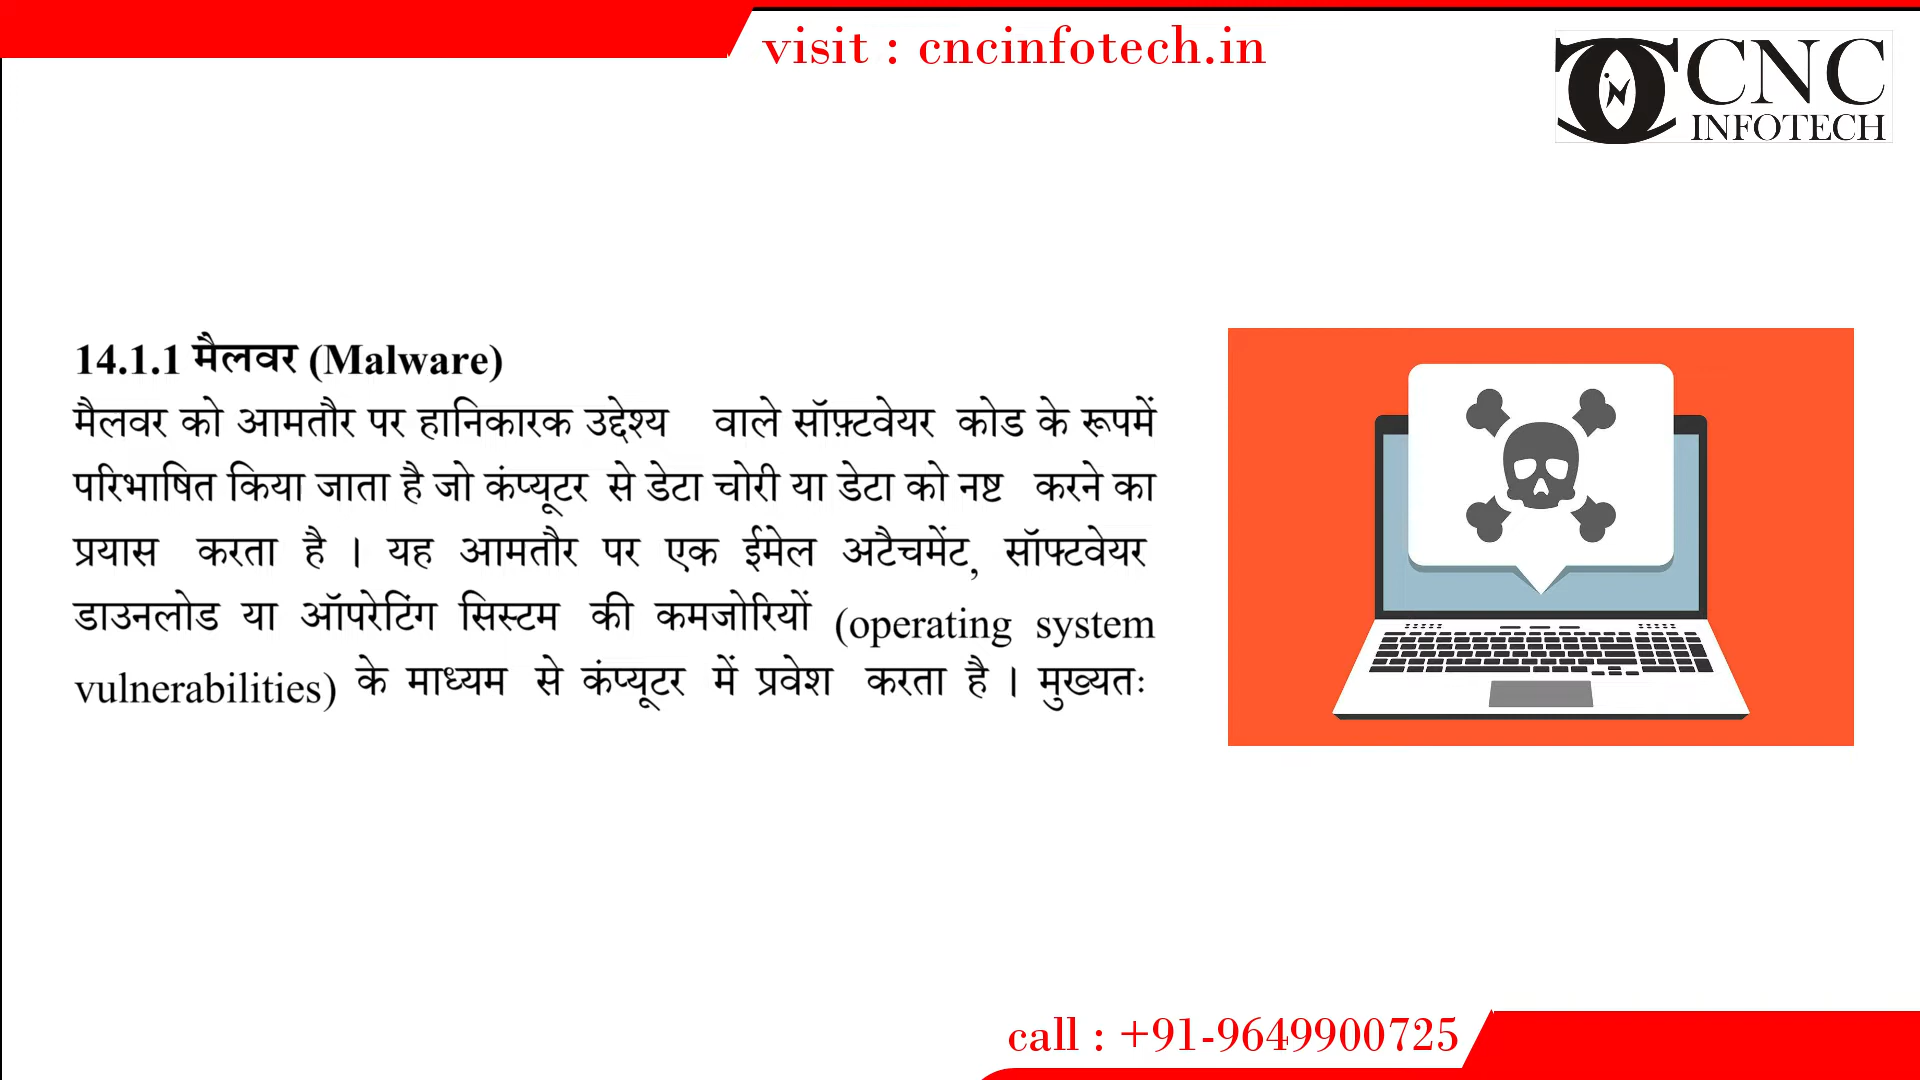 visit : cncinfotech.in
CNC
INFOTECH
14.1.1 मैलवर (Malware)
मैलवर को आमतौर पर हानिकारक उद्देश्य वाले सॉफ़्टवेयर कोड के रूपमें
परिभाषित किया जाता है जो कंप्यूटर से डेटा चोरी या डेटा को नष्ट करने का
प्रयास करता है । यह आमतौर पर एक ईमेल अटैचमेंट, सॉफ्टवेयर
डाउनलोड या ऑपरेटिंग सिस्टम की कमजोरियों (operating system
vulnerabilities) के माध्यम से कंप्यूटर में प्रवेश करता है । मुख्यतः
call : +91-9649900725